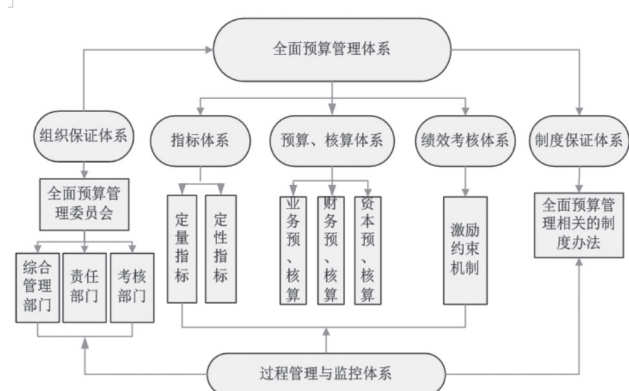 全面预算管理体系
组织保证体系
指标体系
预算、核算体系
绩效考核体系
制度保证体系
全面预算管
理委员会
综合
管理
部门
责任
部门
考核
部门
定量指标
定性指标
业务预、核算
财务预、核算
资本预、核算
激励
约束
机制
全面预算管
理相关的制
度办法
过程管理与监控体系